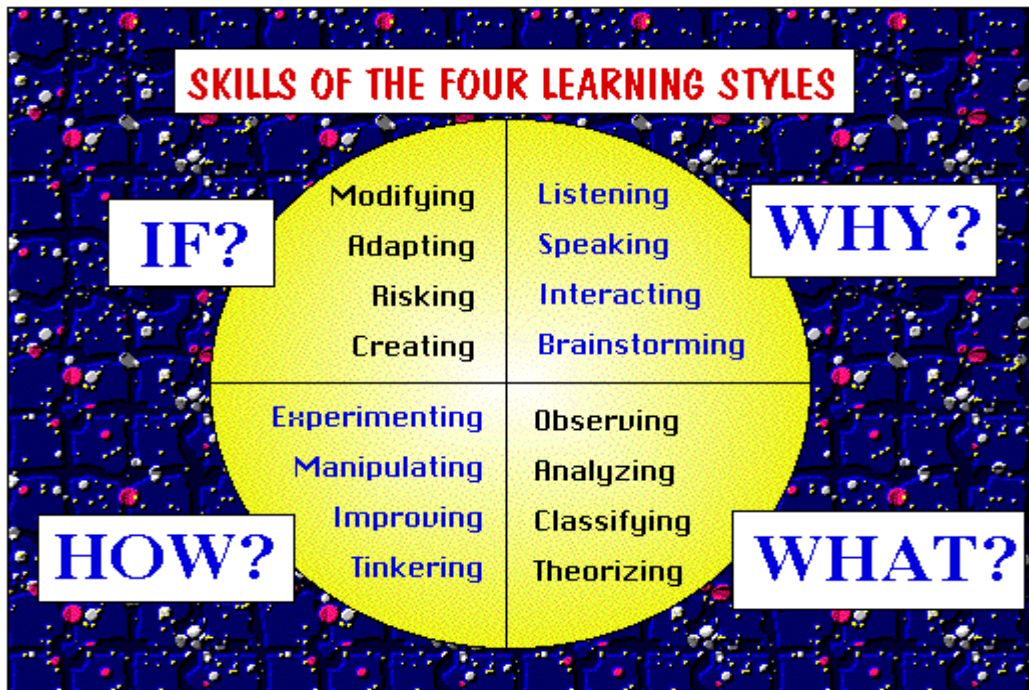 SKILLS OF THE FOUR LEARNING STYLES
IF?
Modifying
Adapting
Risking
Creating
WHY?
Listening
Speaking
Interacting
Brainstorming
HOW?
Experimenting
Manipulating
Improving
Tinkering
WHAT?
Observing
Analyzing
Classifying
Theorizing